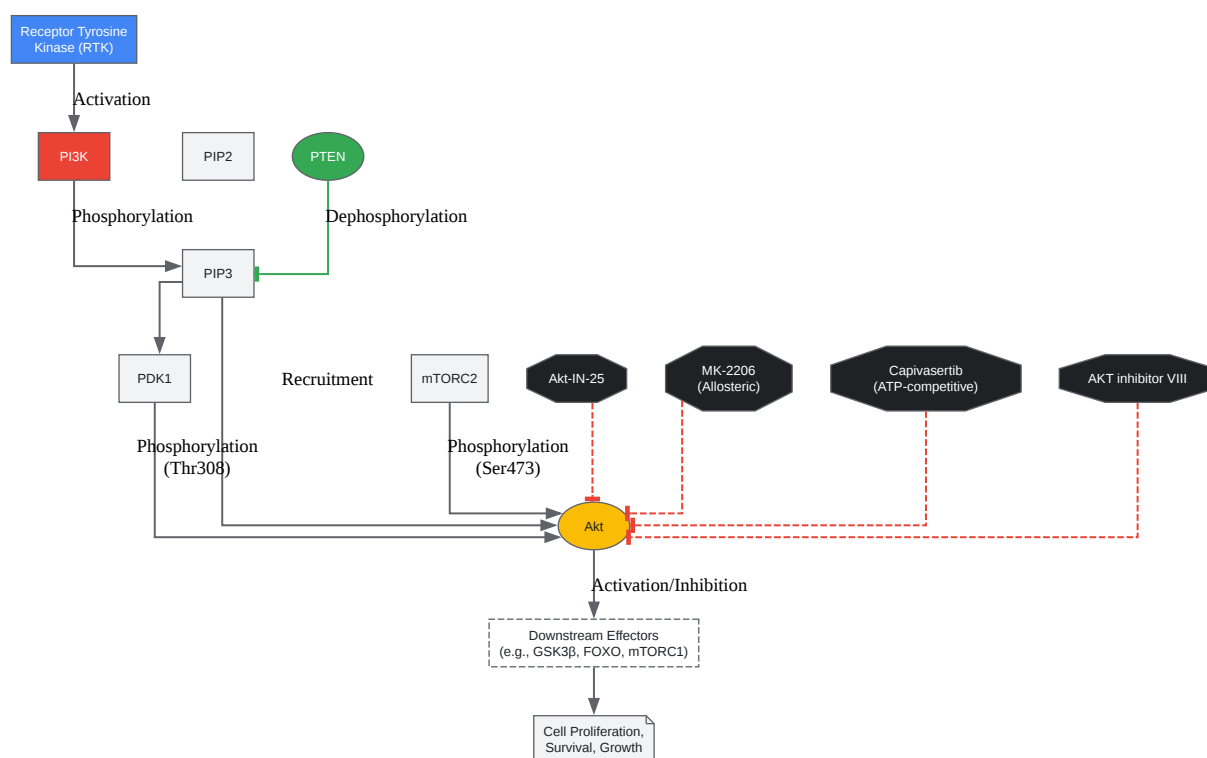 Receptor Tyrosine
Kinase (RTK)
Activation
PI3K
PIP2
PTEN
Phosphorylation
Dephosphorylation
PIP3
PDK1
Recruitment
mTORC2
Akt-IN-25
MK-2206
(Allosteric)
Capivasertib
(ATP-competitive)
AKT inhibitor VIII
Phosphorylation
(Thr308)
Phosphorylation
(Ser473)
Akt
Activation/Inhibition
Downstream Effectors
(e.g., GSK3β, FOXO, mTORC1)
Cell Proliferation,
Survival, Growth